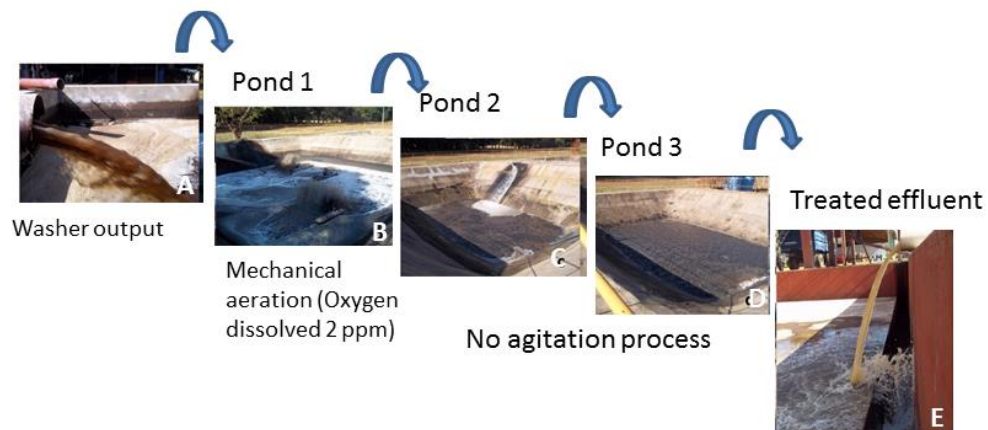 Pond 1
Pond 2
Pond 3
Treated effluent
A
B
C
D
E
Washer output
Mechanical
aeration (Oxygen
dissolved 2 ppm)
No agitation process